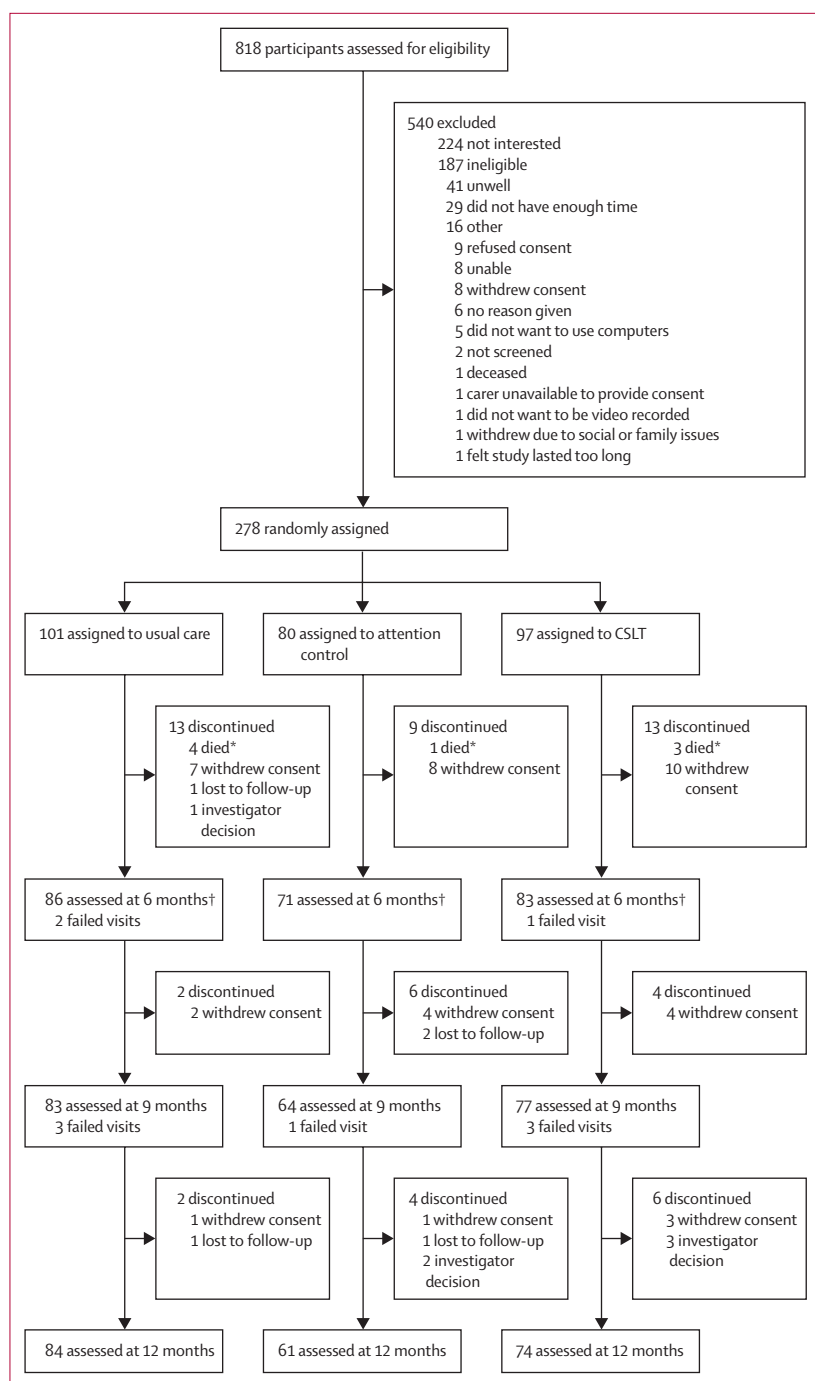 818 participants assessed for eligibility
540 excluded
224 not interested
187 ineligible
41 unwell
29 did not have enough time
16 other
9 refused consent
8 unable
8 withdrew consent
6 no reason given
5 did not want to use computers
2 not screened
1 deceased
1 carer unavailable to provide consent
1 did not want to be video recorded
1 withdrew due to social or family issues
1 felt study lasted too long
278 randomly assigned
101 assigned to usual care
80 assigned to attention
control
97 assigned to CSLT
13 discontinued
4 died*
7 withdrew consent
1 lost to follow-up
1 investigator
decision
9 discontinued
1 died*
8 withdrew consent
13 discontinued
3 died*
10 withdrew
consent
86 assessed at 6 months†
2 failed visits
71 assessed at 6 months†
83 assessed at 6 months†
1 failed visit
2 discontinued
2 withdrew consent
6 discontinued
4 withdrew consent
2 lost to follow-up
4 discontinued
4 withdrew consent
83 assessed at 9 months
3 failed visits
64 assessed at 9 months
1 failed visit
77 assessed at 9 months
3 failed visits
2 discontinued
1 withdrew consent
1 lost to follow-up
4 discontinued
1 withdrew consent
1 lost to follow-up
2 investigator
decision
6 discontinued
3 withdrew consent
3 investigator
decision
84 assessed at 12 months
61 assessed at 12 months
74 assessed at 12 months